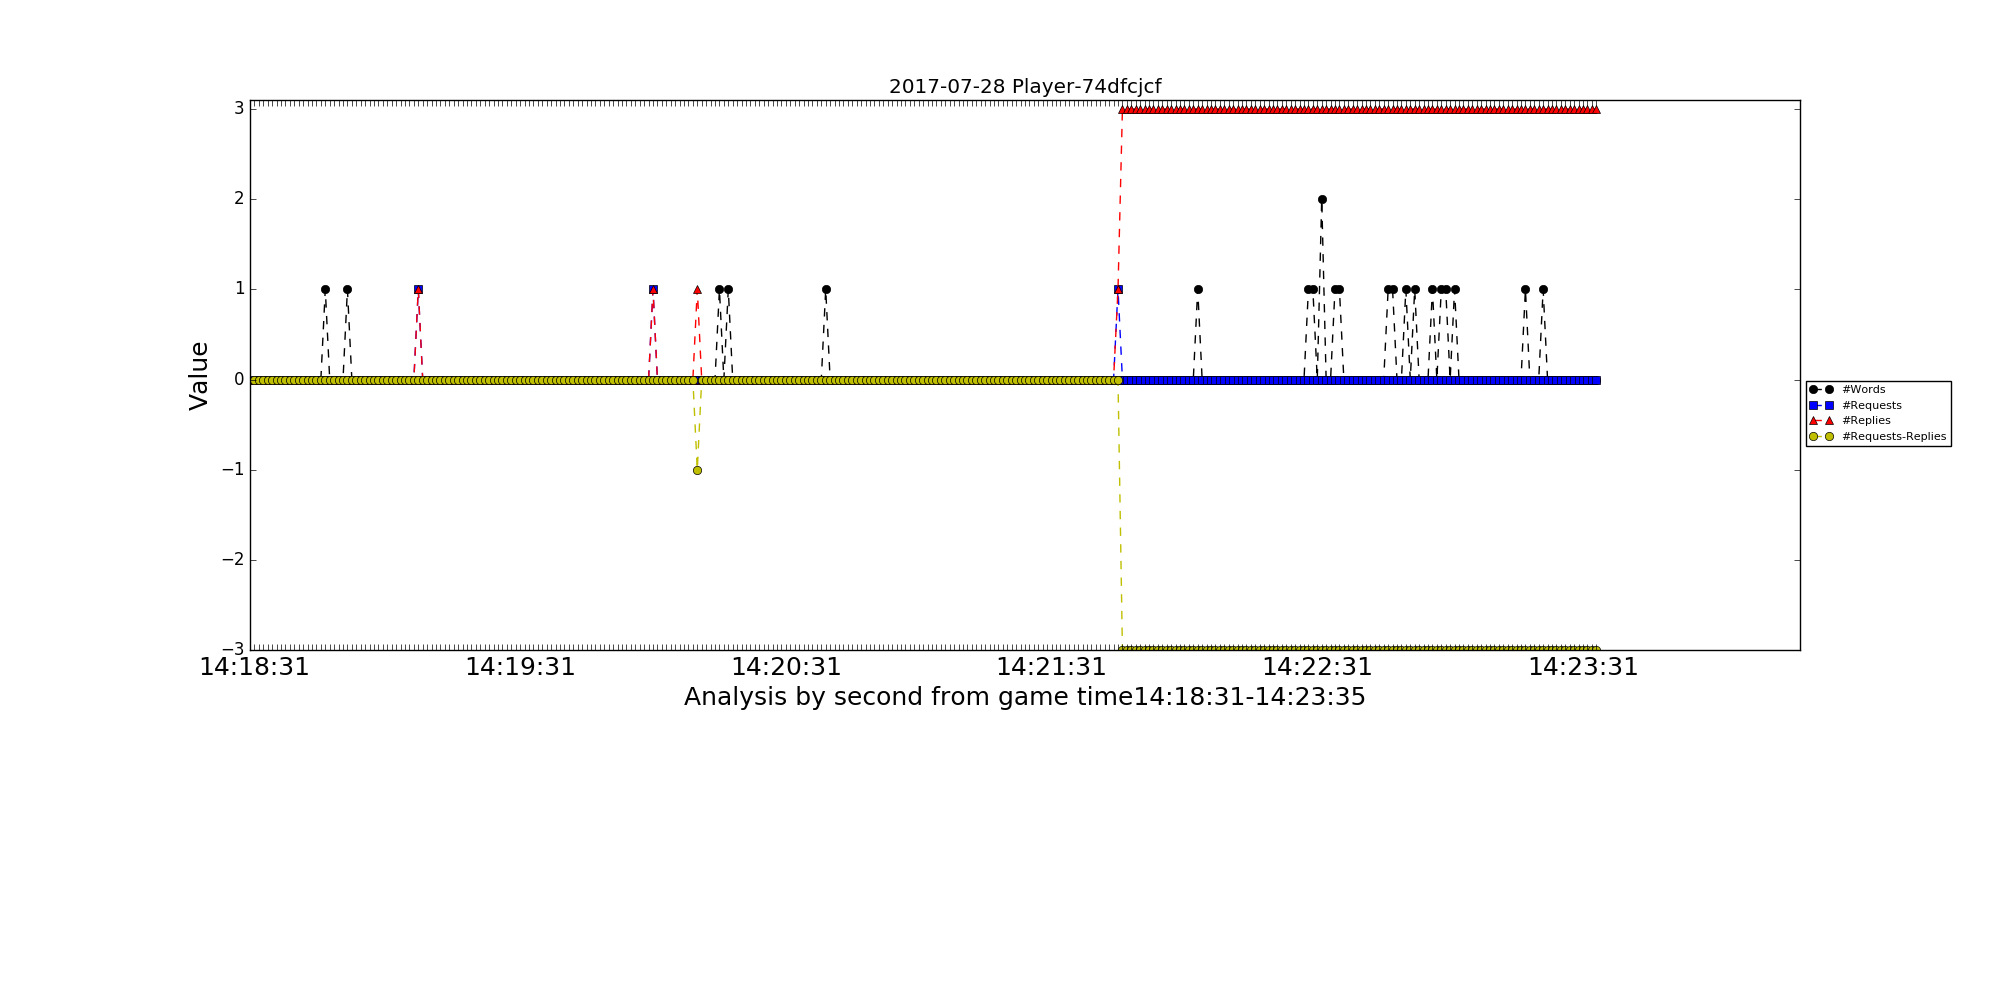 2017-07-28 Player-74dfcjcf
3
2
1
0
−1
−2
−3
Value
14:18:31 14:19:31 14:20:31 14:21:31 14:22:31 14:23:31
Analysis by second from game time14:18:31-14:23:35
#Words
#Requests
#Replies
#Requests-Replies